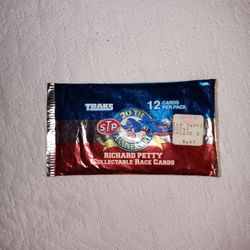 TRAKS
12 CARDS
PER PACK
20TH
ANNIVERSARY
STP
RICHARD PETTY
COLLECTABLE RACE CARDS